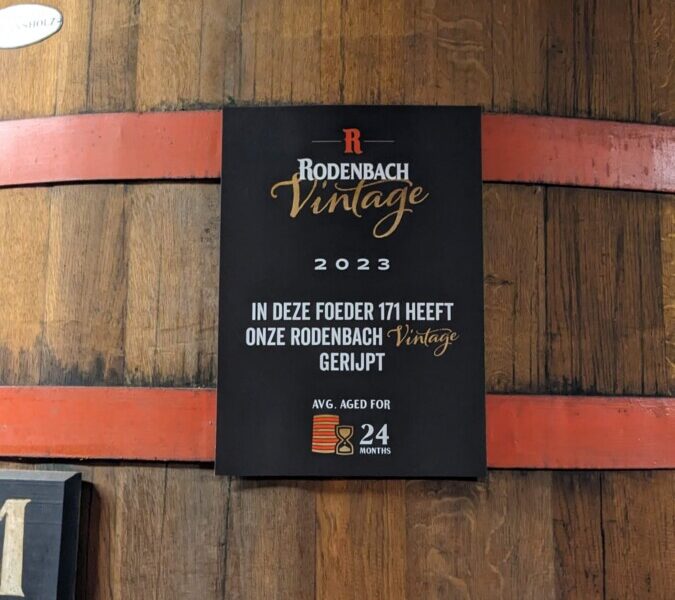 R
RODENBACH
Vintage
2023
IN DEZE FOEDER 171 HEEFT
ONZE RODENBACH Vintage
GERIJPT
AVG. AGED FOR
24
MONTHS